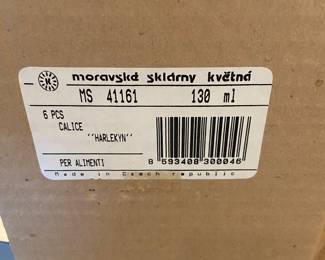 K
moravské sklárny květná
MS 41161 130 ml
6 PCS
CALICE
''HARLEKYN''
PER ALIMENTI
8 593408 300046
Made in Czech republic